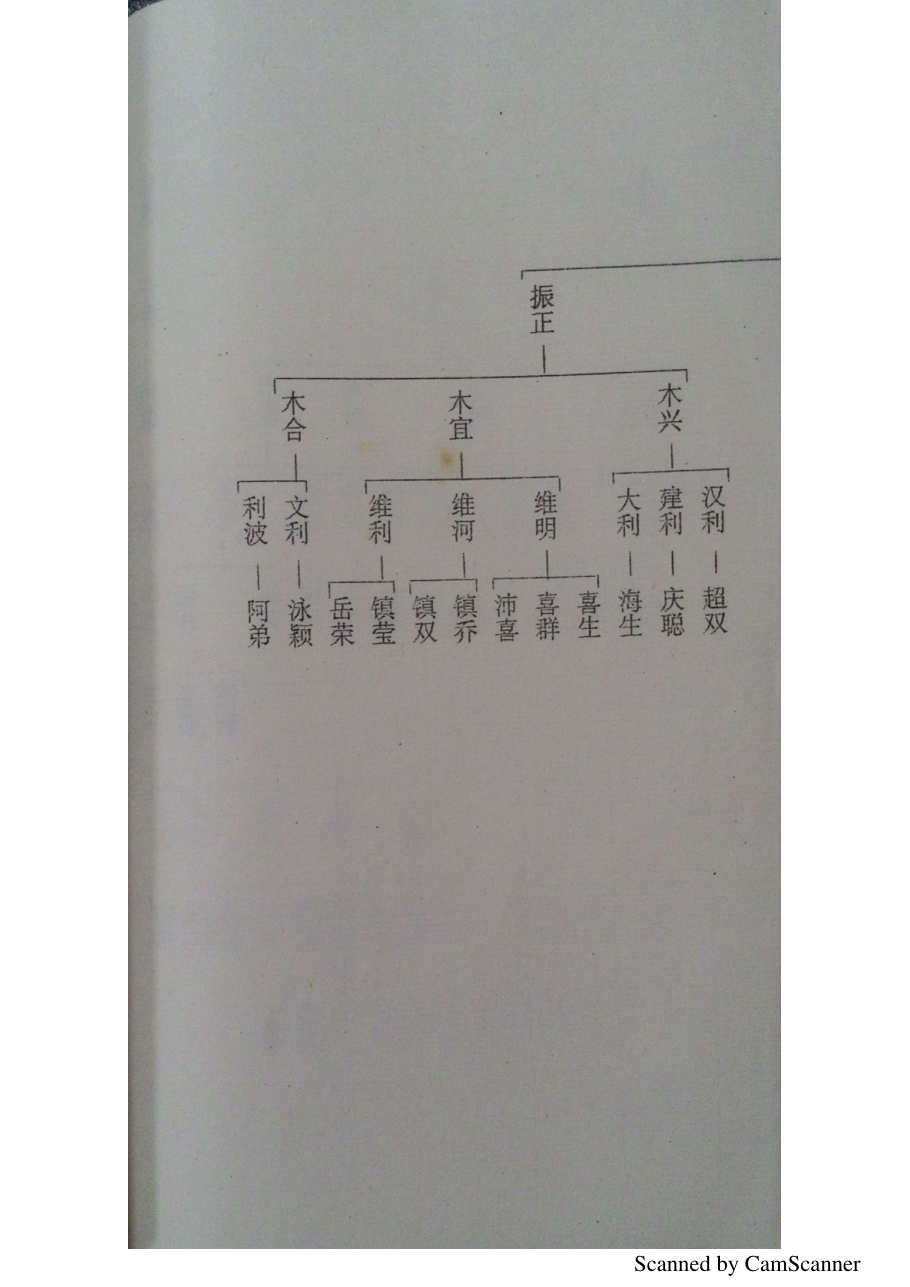 振正
木兴
木宜
木合
汉利
建利
大利
维明
维河
维利
文利
利波
超双
庆聪
海生
喜生
喜群
沛喜
镇乔
镇双
镇莹
岳荣
泳颖
阿弟
Scanned by CamScanner